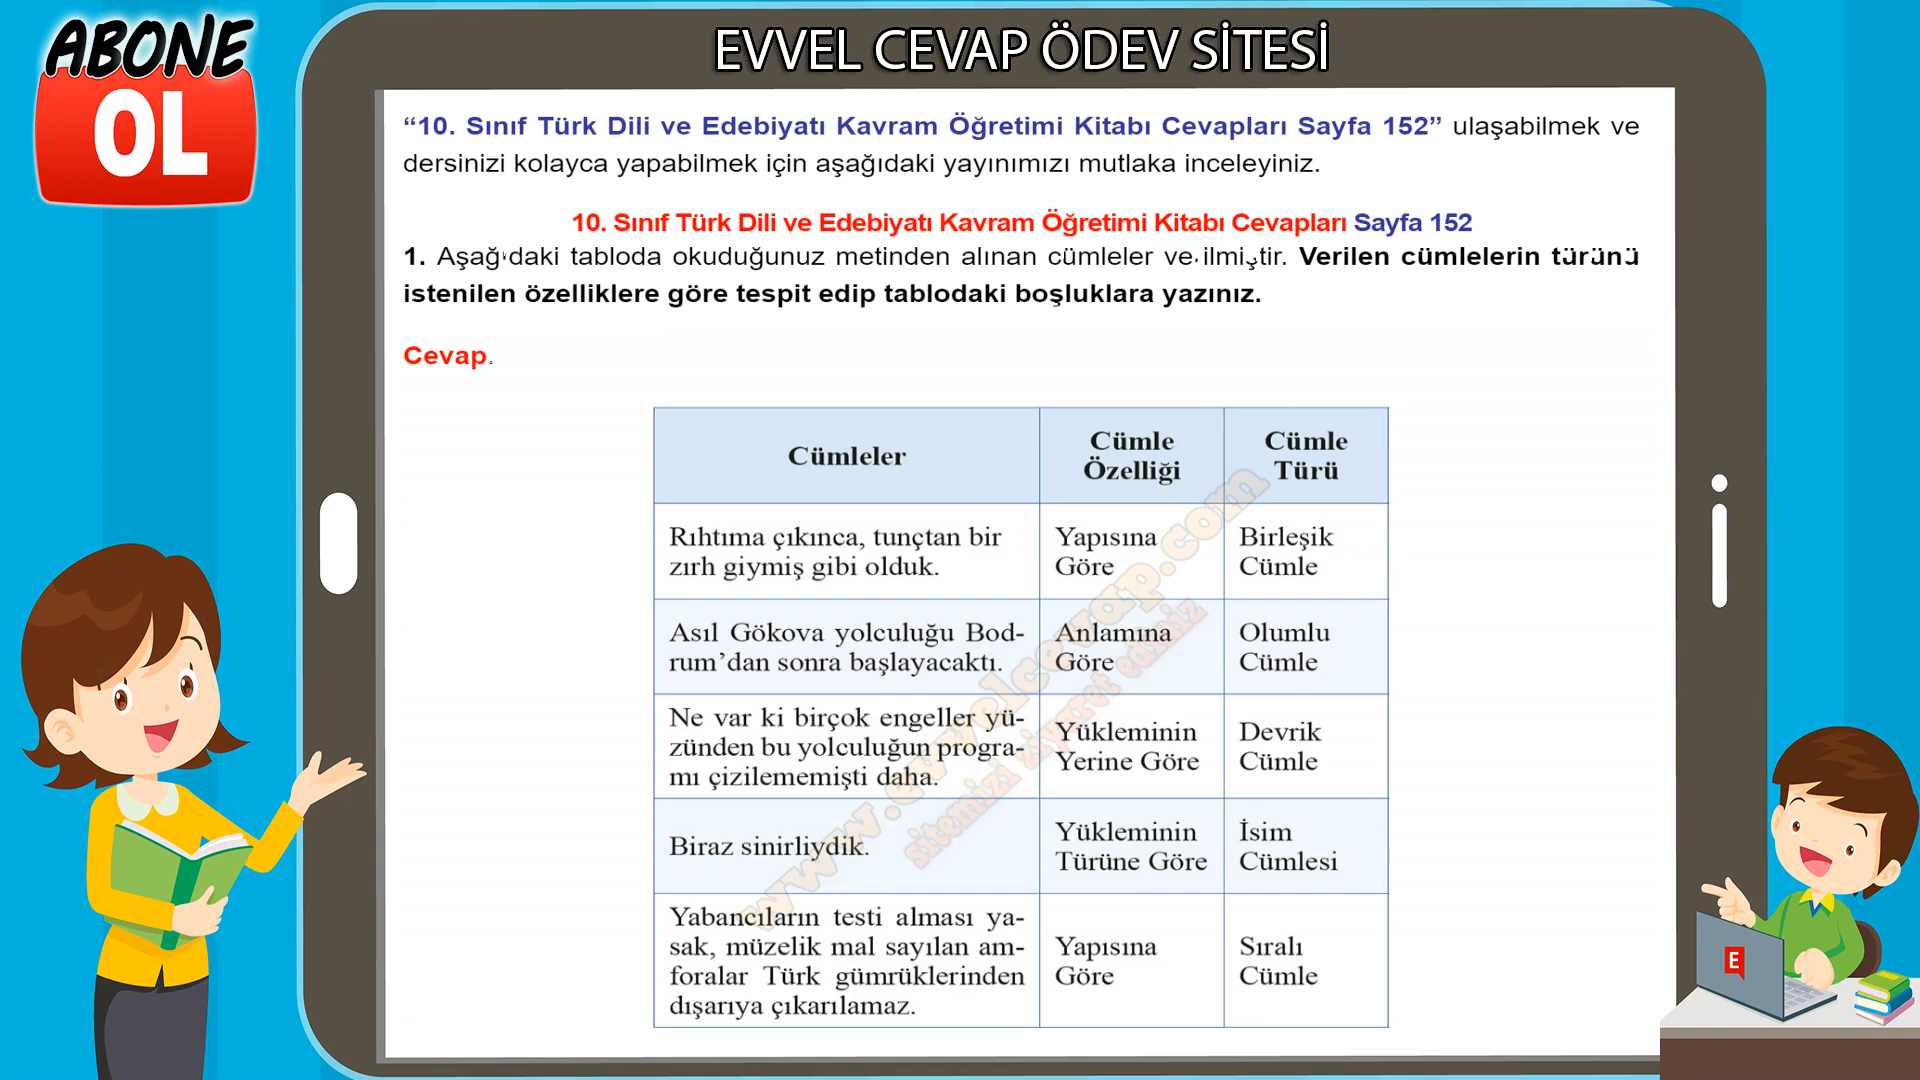 ABONE
OL
EVVEL CEVAP ÖDEV SİTESİ
“10. Sınıf Türk Dili ve Edebiyatı Kavram Öğretimi Kitabı Cevapları Sayfa 152” ulaşabilmek ve
dersinizi kolayca yapabilmek için aşağıdaki yayınımızı mutlaka inceleyiniz.
10. Sınıf Türk Dili ve Edebiyatı Kavram Öğretimi Kitabı Cevapları Sayfa 152
1. Aşağıdaki tabloda okuduğunuz metinden alınan cümleler verilmiştir. Verilen cümlelerin türünü
istenilen özelliklere göre tespit edip tablodaki boşluklara yazınız.
Cevap.
Cümleler
Cümle
Özelliği
Cümle
Türü
Rıhtıma çıkınca, tunçtan bir
zırh giymiş gibi olduk.
Yapısına
Göre
Birleşik
Cümle
Asıl Gökova yolculuğu Bod-
rum’dan sonra başlayacaktı.
Anlamına
Göre
Olumlu
Cümle
Ne var ki birçok engeller yü-
zünden bu yolculuğun progra-
mı çizilememişti daha.
Yükleminin
Yerine Göre
Devrik
Cümle
Biraz sinirliydik.
Yükleminin
Türüne Göre
İsim
Cümlesi
Yabancıların testi alması ya-
sak, müzelik mal sayılan am-
foralar Türk gümrüklerinden
dışarıya çıkarılamaz.
Yapısına
Göre
Sıralı
Cümle
www.evvelcevap.com
sitemizi ziyaret ediniz
E